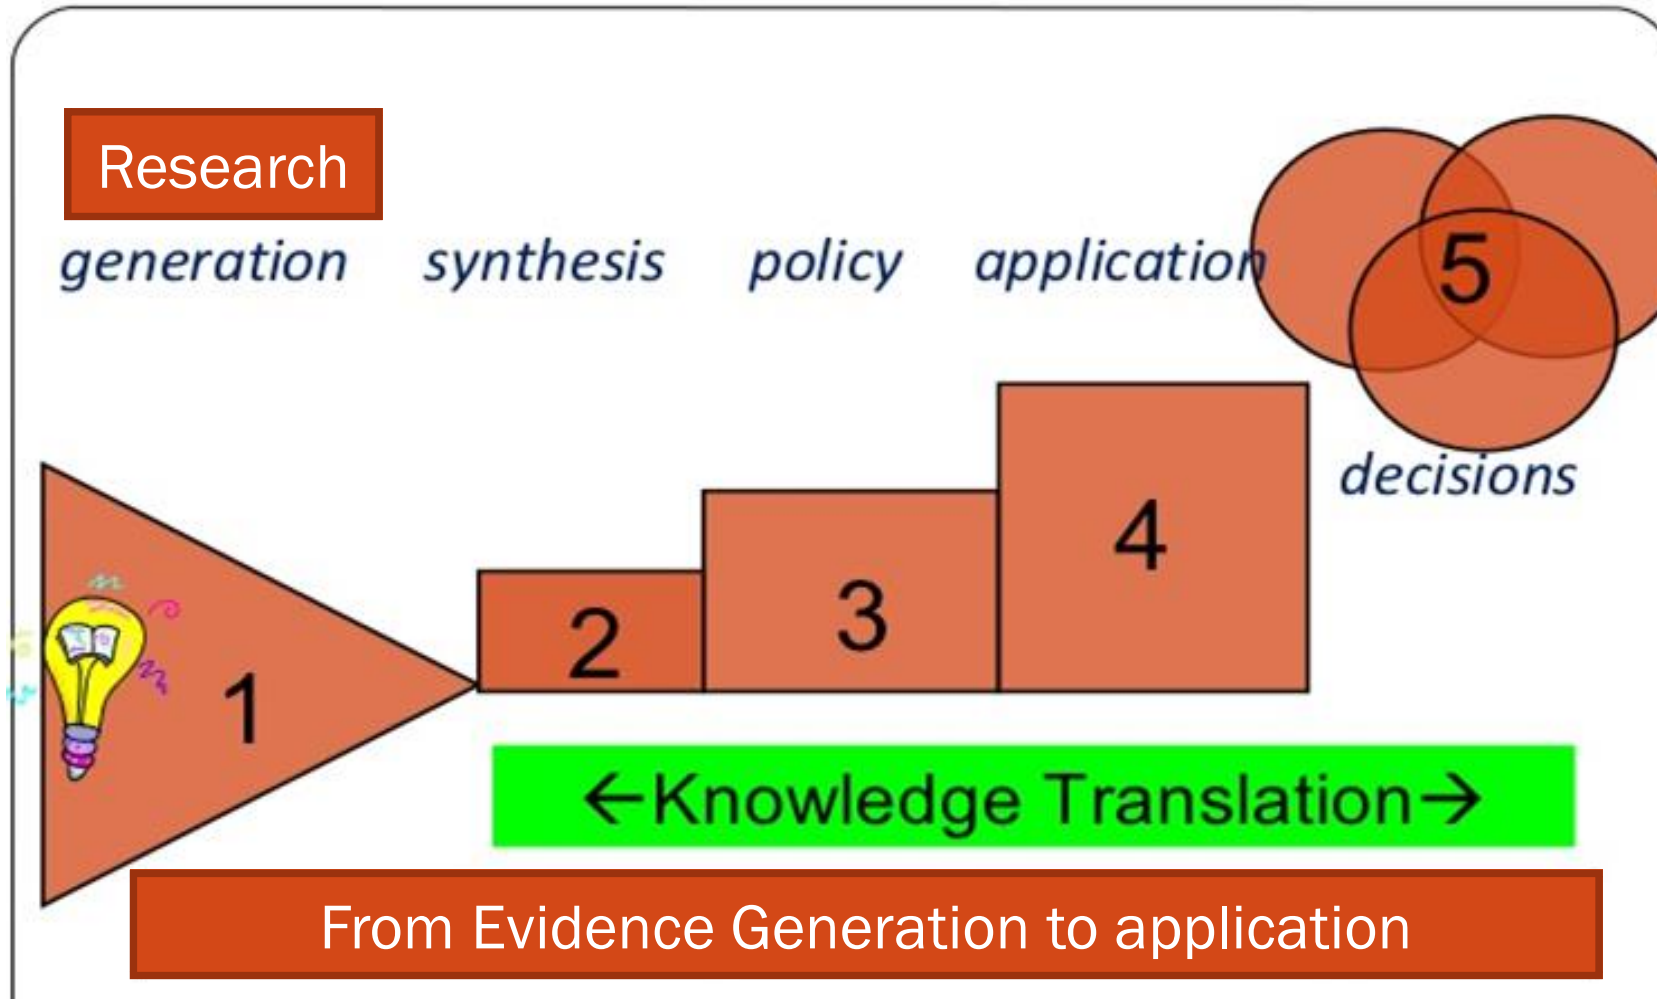 Research
generation synthesis policy application
5
decisions
4
3
2
1
←Knowledge Translation→
From Evidence Generation to application